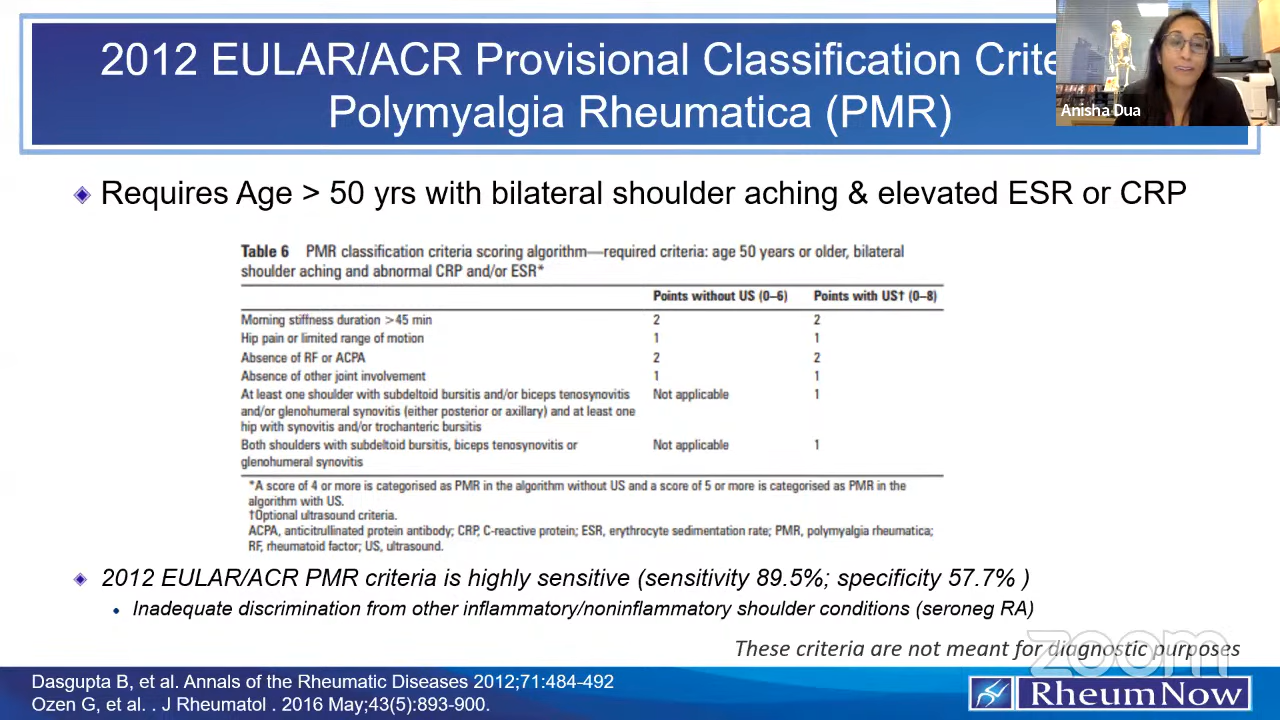 2012 EULAR/ACR Provisional Classification Crite
Polymyalgia Rheumatica (PMR)
Anisha Dua
Requires Age > 50 yrs with bilateral shoulder aching & elevated ESR or CRP
Table 6 PMR classification criteria scoring algorithm—required criteria: age 50 years or older, bilateral
shoulder aching and abnormal CRP and/or ESR*
Points without US (0–6) Points with US† (0–8)
Morning stiffness duration >45 min 2 2
Hip pain or limited range of motion 1 1
Absence of RF or ACPA 2 2
Absence of other joint involvement 1 1
At least one shoulder with subdeltoid bursitis and/or biceps tenosynovitis Not applicable 1
and/or glenohumeral synovitis (either posterior or axillary) and at least one
hip with synovitis and/or trochanteric bursitis
Both shoulders with subdeltoid bursitis, biceps tenosynovitis or Not applicable 1
glenohumeral synovitis
*A score of 4 or more is categorised as PMR in the algorithm without US and a score of 5 or more is categorised as PMR in the
algorithm with US.
†Optional ultrasound criteria.
ACPA, anticitrullinated protein antibody; CRP, C-reactive protein; ESR, erythrocyte sedimentation rate; PMR, polymyalgia rheumatica;
RF, rheumatoid factor; US, ultrasound.
2012 EULAR/ACR PMR criteria is highly sensitive (sensitivity 89.5%; specificity 57.7% )
Inadequate discrimination from other inflammatory/noninflammatory shoulder conditions (seroneg RA)
These criteria are not meant for diagnostic purposes
zoom
Dasgupta B, et al. Annals of the Rheumatic Diseases 2012;71:484-492
Ozen G, et al. . J Rheumatol . 2016 May;43(5):893-900.
RheumNow